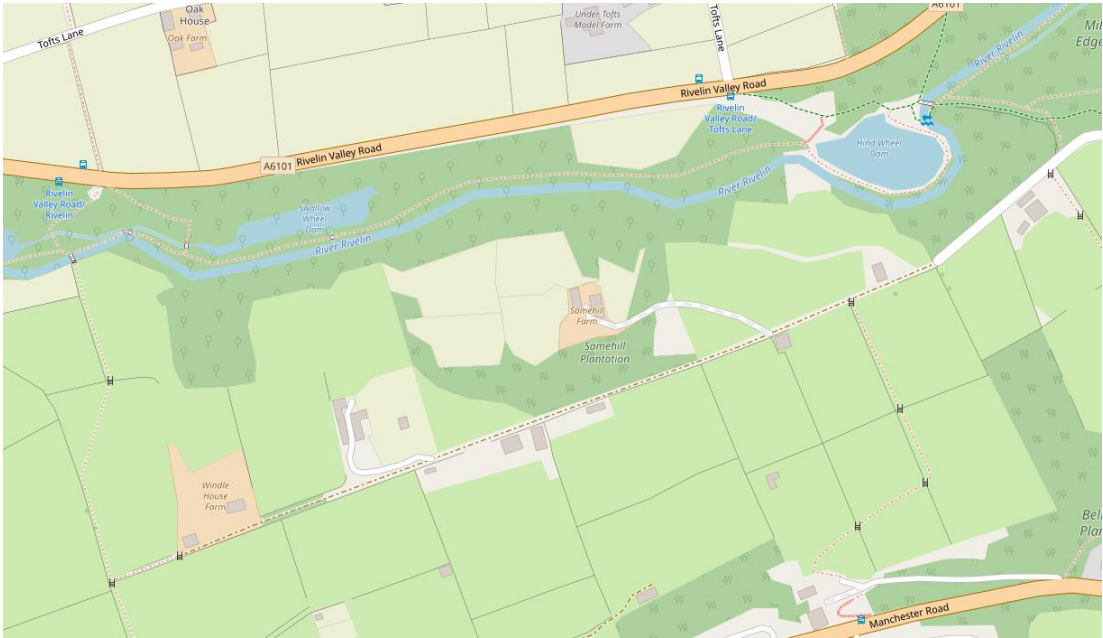 Oak
House
Oak Farm
Tofts Lane
Under Tofts
Model Farm
Tofts Lane
A6101
River Rivelin
Rivelin Valley Road
Rivelin
Valley Road/
Tofts Lane
Hind Wheel
Dam
Rivelin Valley Road
A6101
Rivelin
Valley Road/
Rivelin
River Rivelin
Swallow
Wheel
Dam
River Rivelin
Samehill
Farm
Samehill
Plantation
Windle
House
Farm
Manchester Road